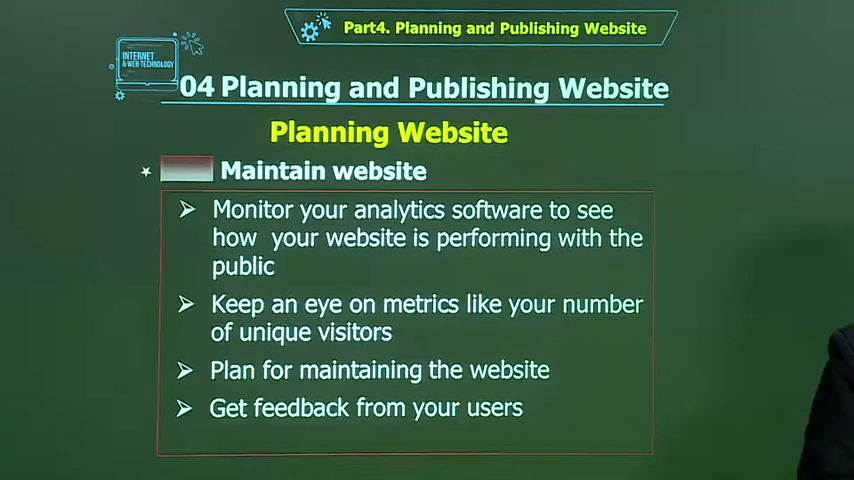 Part4. Planning and Publishing Website
INTERNET
& WEB TECHNOLOGY
04 Planning and Publishing Website
Planning Website
Maintain website
Monitor your analytics software to see
how your website is performing with the
public
Keep an eye on metrics like your number
of unique visitors
Plan for maintaining the website
Get feedback from your users